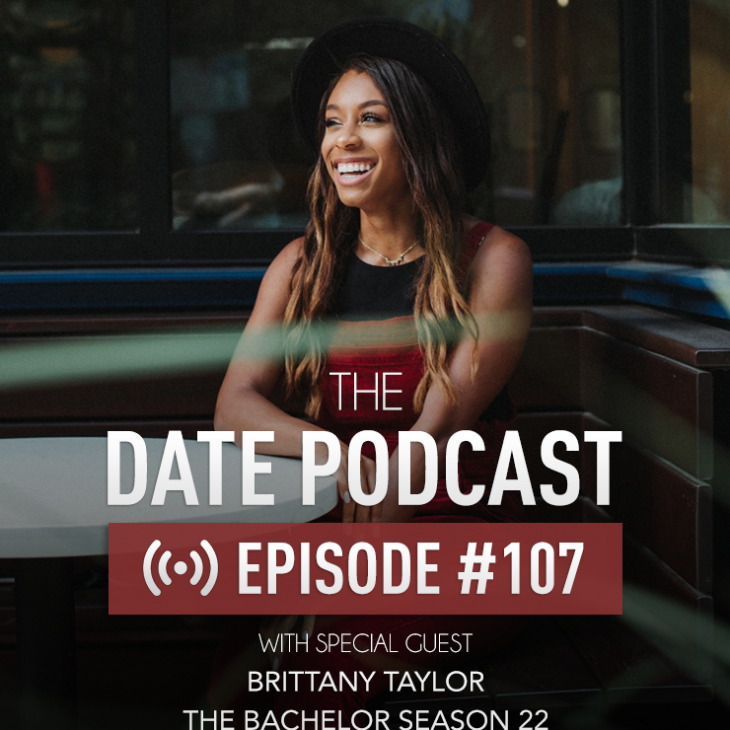 THE
DATE PODCAST
EPISODE #107
WITH SPECIAL GUEST
BRITTANY TAYLOR
THE BACHELOR SEASON 22